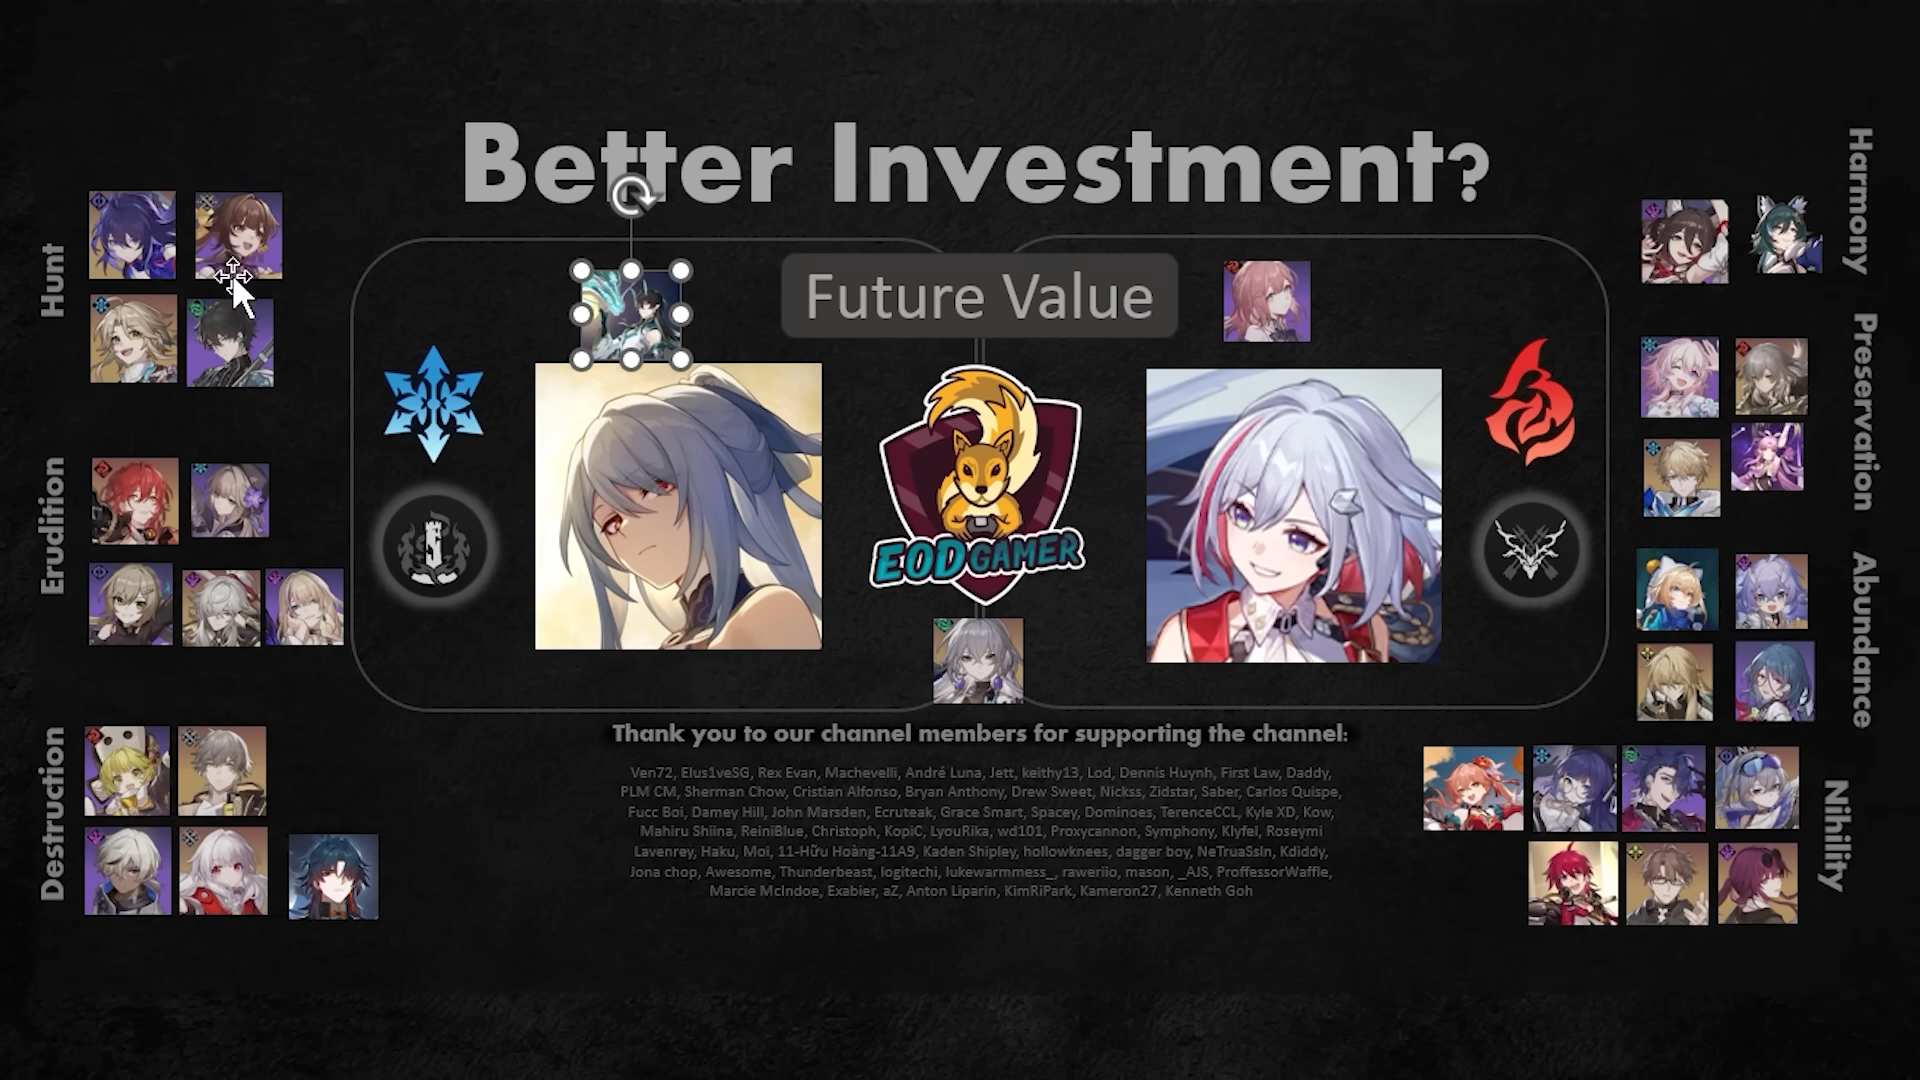 Better Investment?
Future Value
Hunt
Erudition
Destruction
Harmony
Preservation
Abundance
Nihility
EOD GAMER
Thank you to our channel members for supporting the channel:
Ven72, Elus1veSG, Rex Evan, Machevelli, André Luna, Jett, keithy13, Lod, Dennis Huynh, First Law, Daddy,
PLM CM, Sherman Chow, Cristian Alfonso, Bryan Anthony, Drew Sweet, Nickss, Zidstar, Saber, Carlos Quispe,
Fucc Boi, Damey Hill, John Marsden, Ecruteak, Grace Smart, Spacey, Dominoes, TerenceCCL, Kyle XD, Kow,
Mahiru Shiina, ReiniBlue, Christoph, KopiC, LyouRika, wd101, Proxycannon, Symphony, Klyfel, Roseymi
Lavenrey, Haku, Moi, 11-Hữu Hoàng-11A9, Kaden Shipley, hollowknees, dagger boy, NeTruaSsln, Kdiddy,
Jona chop, Awesome, Thunderbeast, logitechi, lukewarmmess_, raweriio, mason, _AJS, ProffessorWaffle,
Marcie McIndoe, Exabier, aZ, Anton Liparin, KimRiPark, Kameron27, Kenneth Goh